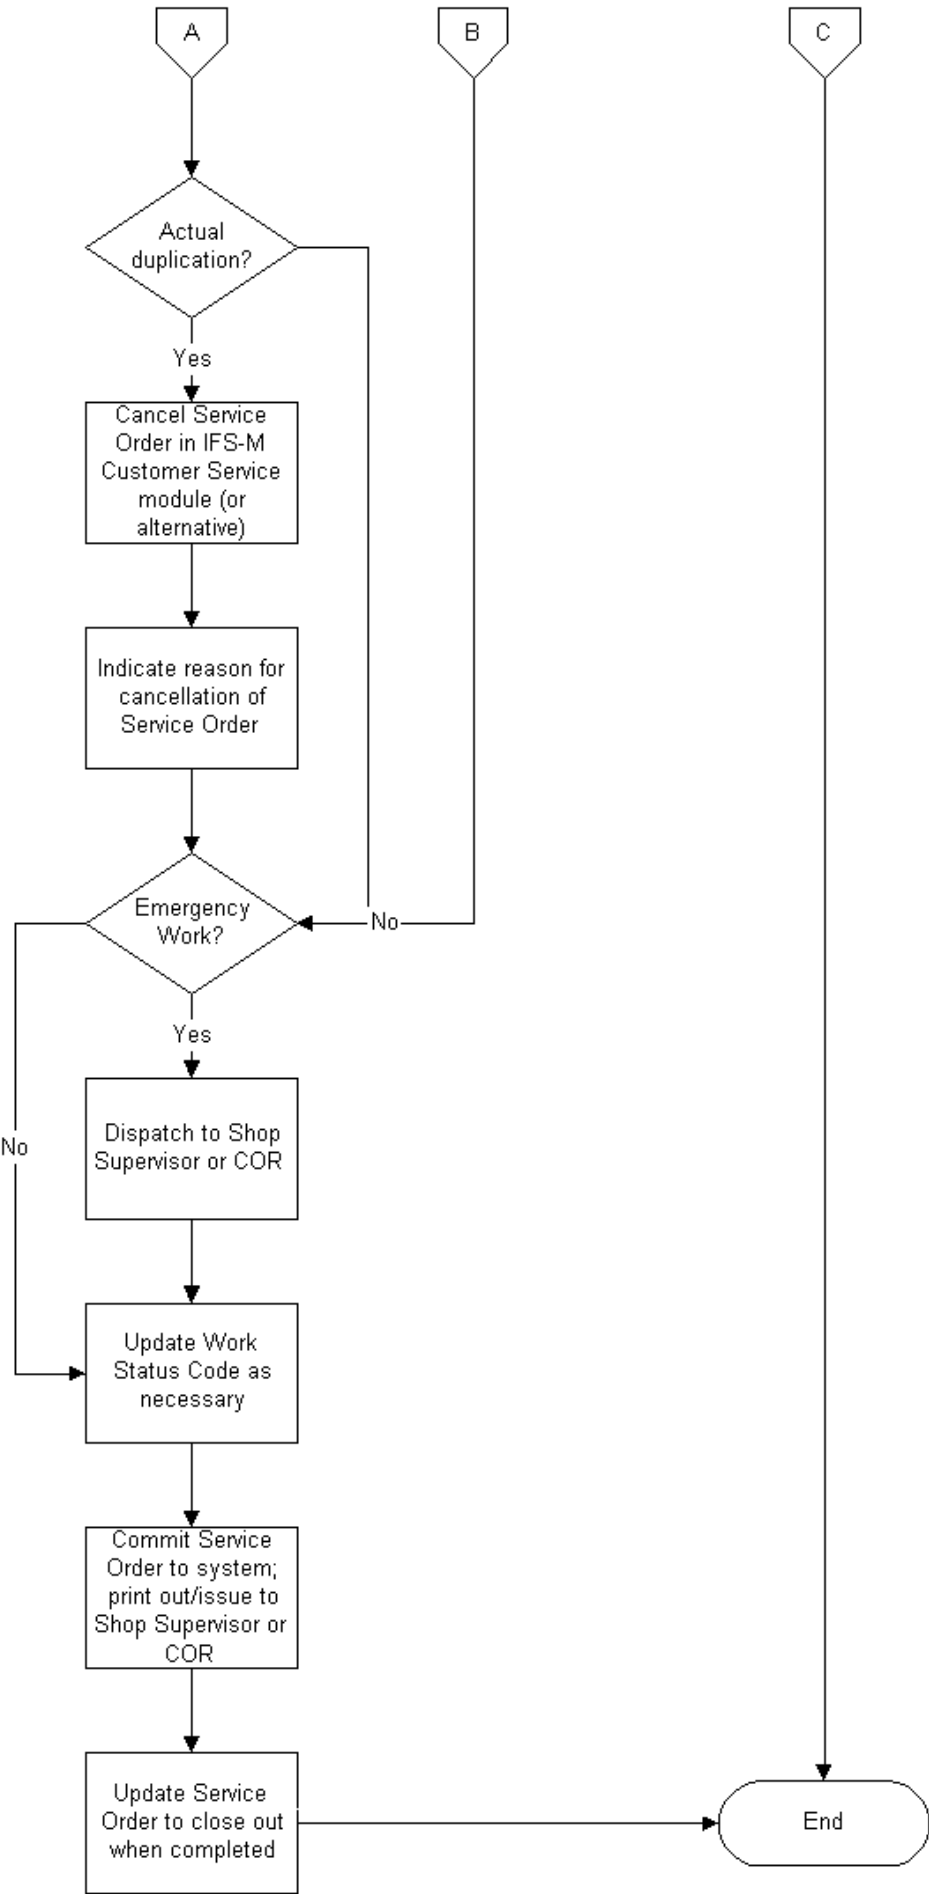 A
B
C
Actual
duplication?
Yes
Cancel Service
Order in IFS-M
Customer Service
module (or
alternative)
Indicate reason for
cancellation of
Service Order
Emergency
Work?
No
Yes
No
Dispatch to Shop
Supervisor or COR
Update Work
Status Code as
necessary
Commit Service
Order to system;
print out/issue to
Shop Supervisor or
COR
Update Service
Order to close out
when completed
End